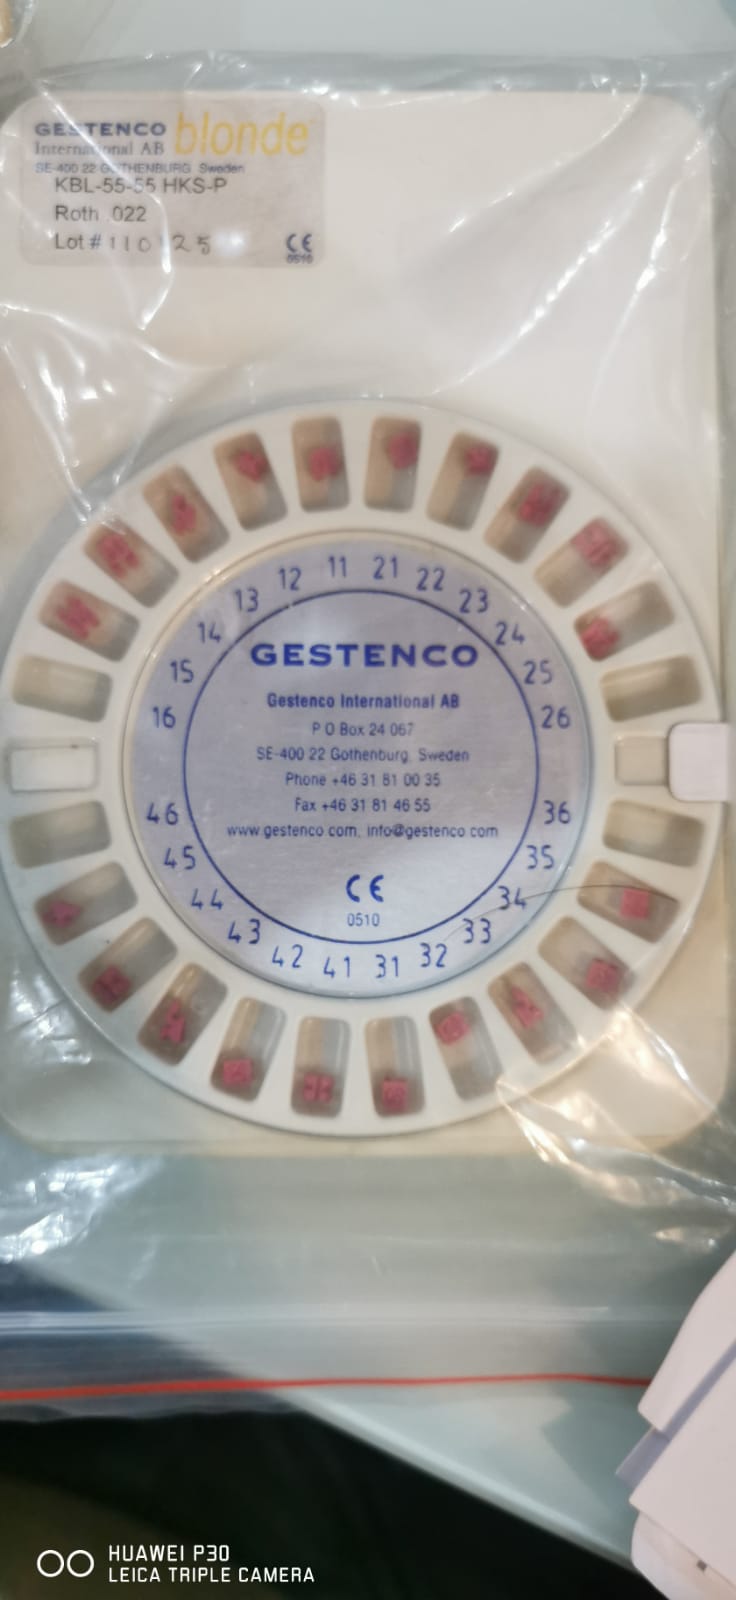 GESTENCO blonde
International AB
SE-400 22 GOTHENBURG Sweden
KBL-55-55 HKS-P
Roth .022
Lot # 110125
CE
0510
11 21
12 22
13 23
14 24
15 25
16 26
GESTENCO
Gestenco International AB
P O Box 24 067
SE-400 22 Gothenburg, Sweden
Phone +46 31 81 00 35
Fax +46 31 81 46 55
www.gestenco.com, info@gestenco.com
CE
0510
46 36
45 35
44 34
43 33
42 41 31 32
HUAWEI P30
LEICA TRIPLE CAMERA